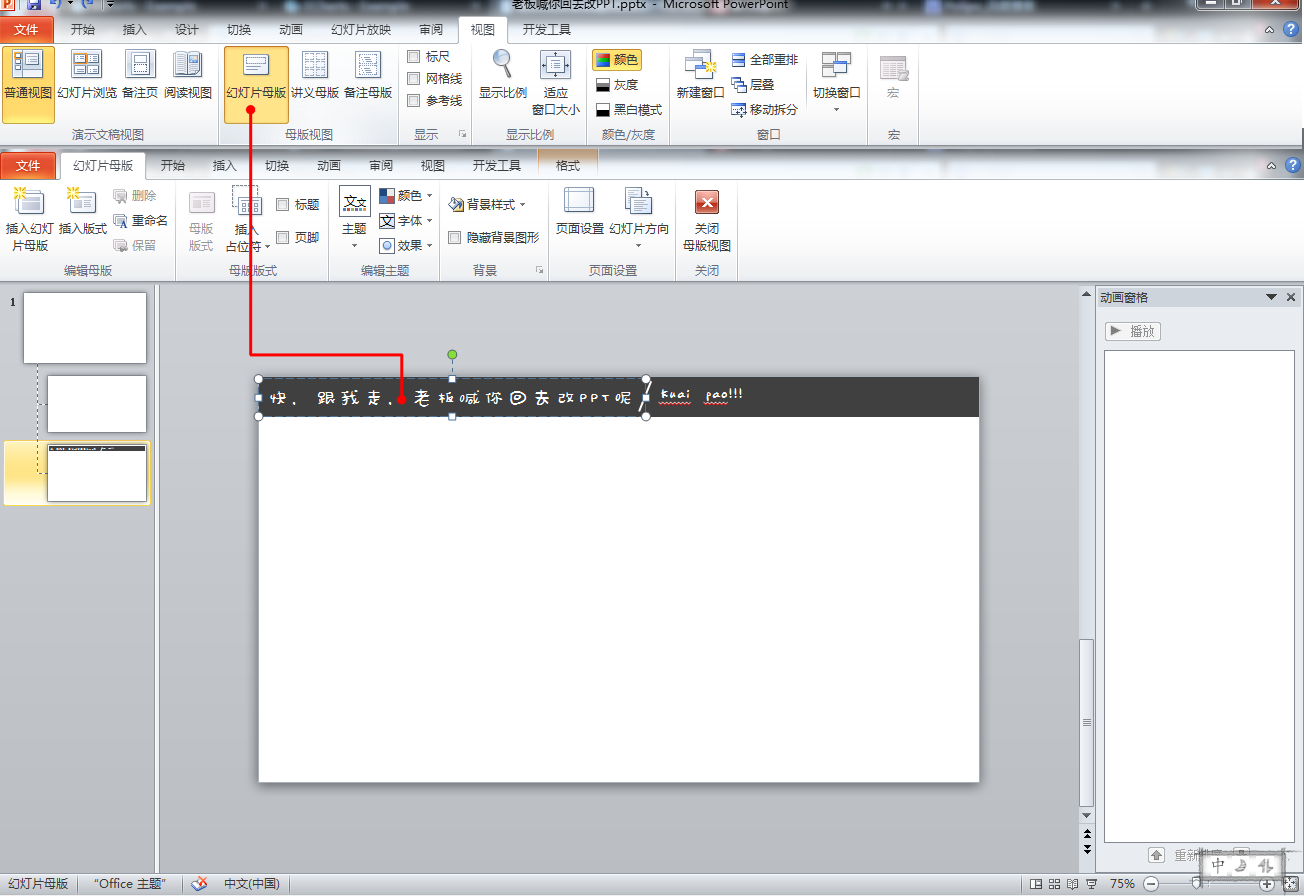 老板喊你回去改PPT.pptx - Microsoft PowerPoint
文件 开始 插入 设计 切换 动画 幻灯片放映 审阅 视图 开发工具
普通视图 幻灯片浏览 备注页 阅读视图
演示文稿视图
幻灯片母版 讲义母版 备注母版
母版视图
标尺
网格线
参考线
显示
显示比例 适应
窗口大小
显示比例
颜色
灰度
黑白模式
颜色/灰度
新建窗口
全部重排
层叠
移动拆分
切换窗口
窗口
宏
宏
文件 幻灯片母版 开始 插入 切换 动画 审阅 视图 开发工具 格式
插入幻灯
片母版
插入版式
删除
重命名
保留
编辑母版
母版
版式
插入
占位符
标题
页脚
母版版式
主题
颜色
字体
效果
编辑主题
背景样式
隐藏背景图形
背景
页面设置 幻灯片方向
页面设置
关闭
母版视图
关闭
1
快. 跟我走. 老板喊你回去改PPT呢 / Kuai pao!!!
动画窗格
播放
重新
幻灯片母版 "Office 主题" 中文(中国)
75%
中